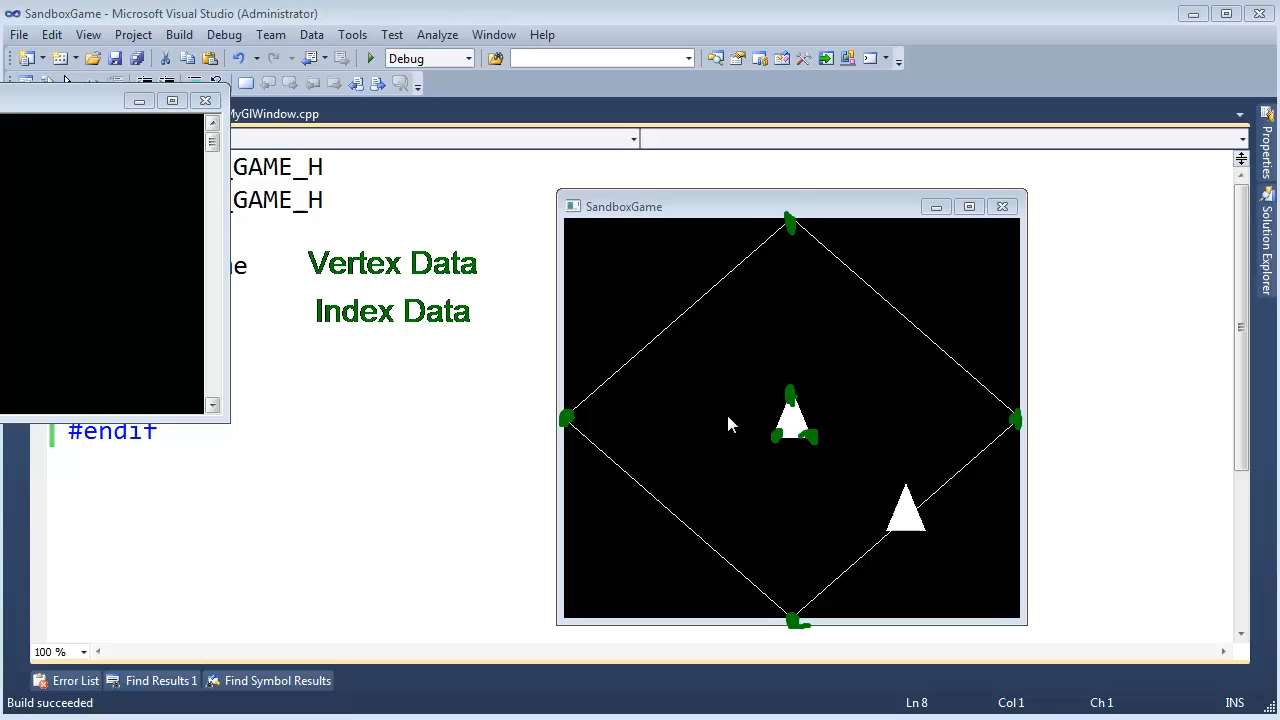 SandboxGame - Microsoft Visual Studio (Administrator)
File Edit View Project Build Debug Team Data Tools Test Analyze Window Help
Debug
MyGlWindow.cpp
_GAME_H
_GAME_H
Vertex Data
Index Data
#endif
SandboxGame
Properties
Solution Explorer
100 %
Error List Find Results 1 Find Symbol Results
Build succeeded Ln 8 Col 1 Ch 1 INS